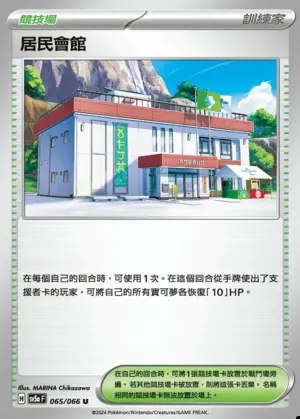 競技場
訓練家
居民會館
在每個自己的回合時，可使用1次。在這個回合從手牌使出了支
援者卡的玩家，可將自己的所有寶可夢各恢復「10」HP。
在自己的回合時，可將1張競技場卡放置於戰鬥場旁
邊。若其他競技場卡被放置，則將這張卡丟棄。名稱
相同的競技場卡無法放置於場上。
Illus. MARINA Chikazawa
H sv6a F 065/066 U
©2024 Pokémon/Nintendo/Creatures/GAME FREAK.